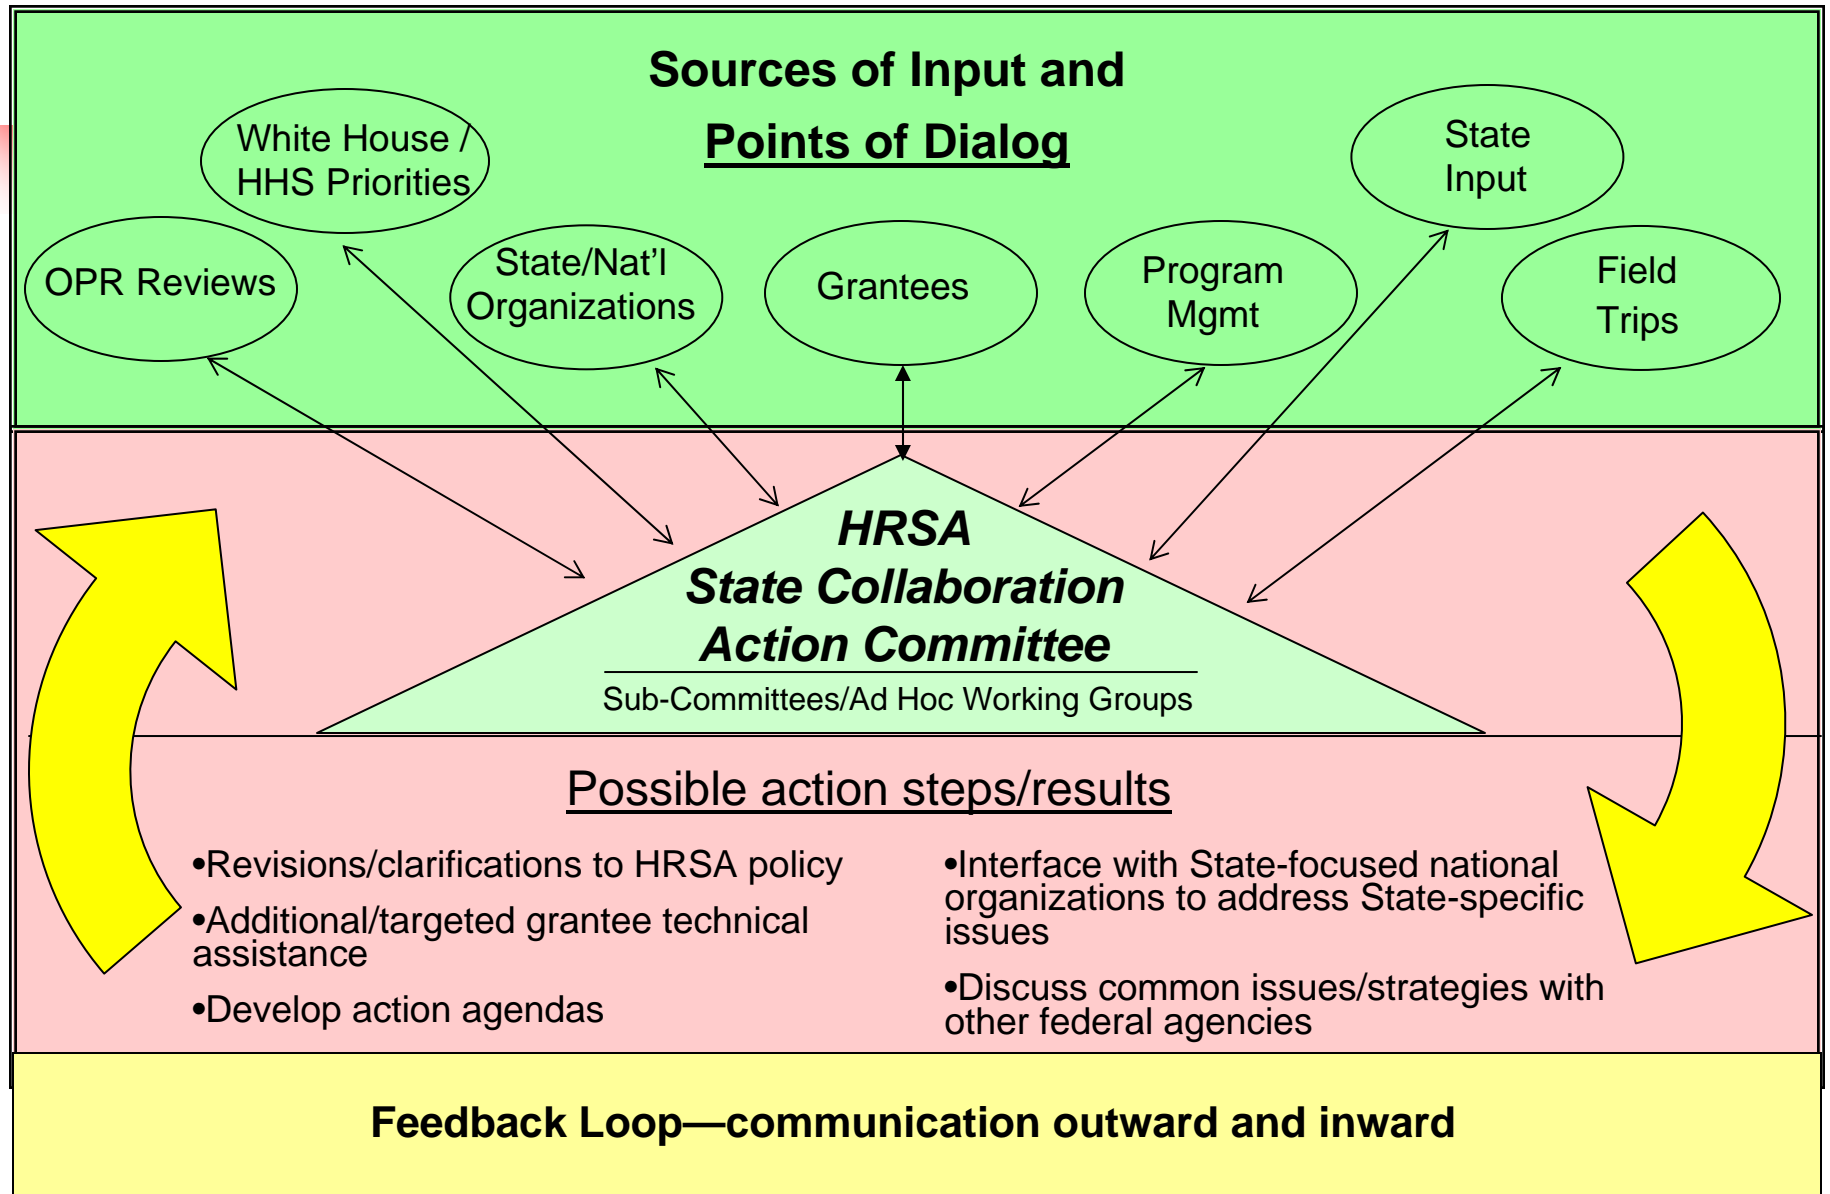 Sources of Input and
Points of Dialog
White House /
HHS Priorities
State
Input
OPR Reviews
State/Nat'l
Organizations
Grantees
Program
Mgmt
Field
Trips
HRSA
State Collaboration
Action Committee
Sub-Committees/Ad Hoc Working Groups
Possible action steps/results
•Revisions/clarifications to HRSA policy
•Additional/targeted grantee technical
assistance
•Develop action agendas
•Interface with State-focused national
organizations to address State-specific
issues
•Discuss common issues/strategies with
other federal agencies
Feedback Loop—communication outward and inward